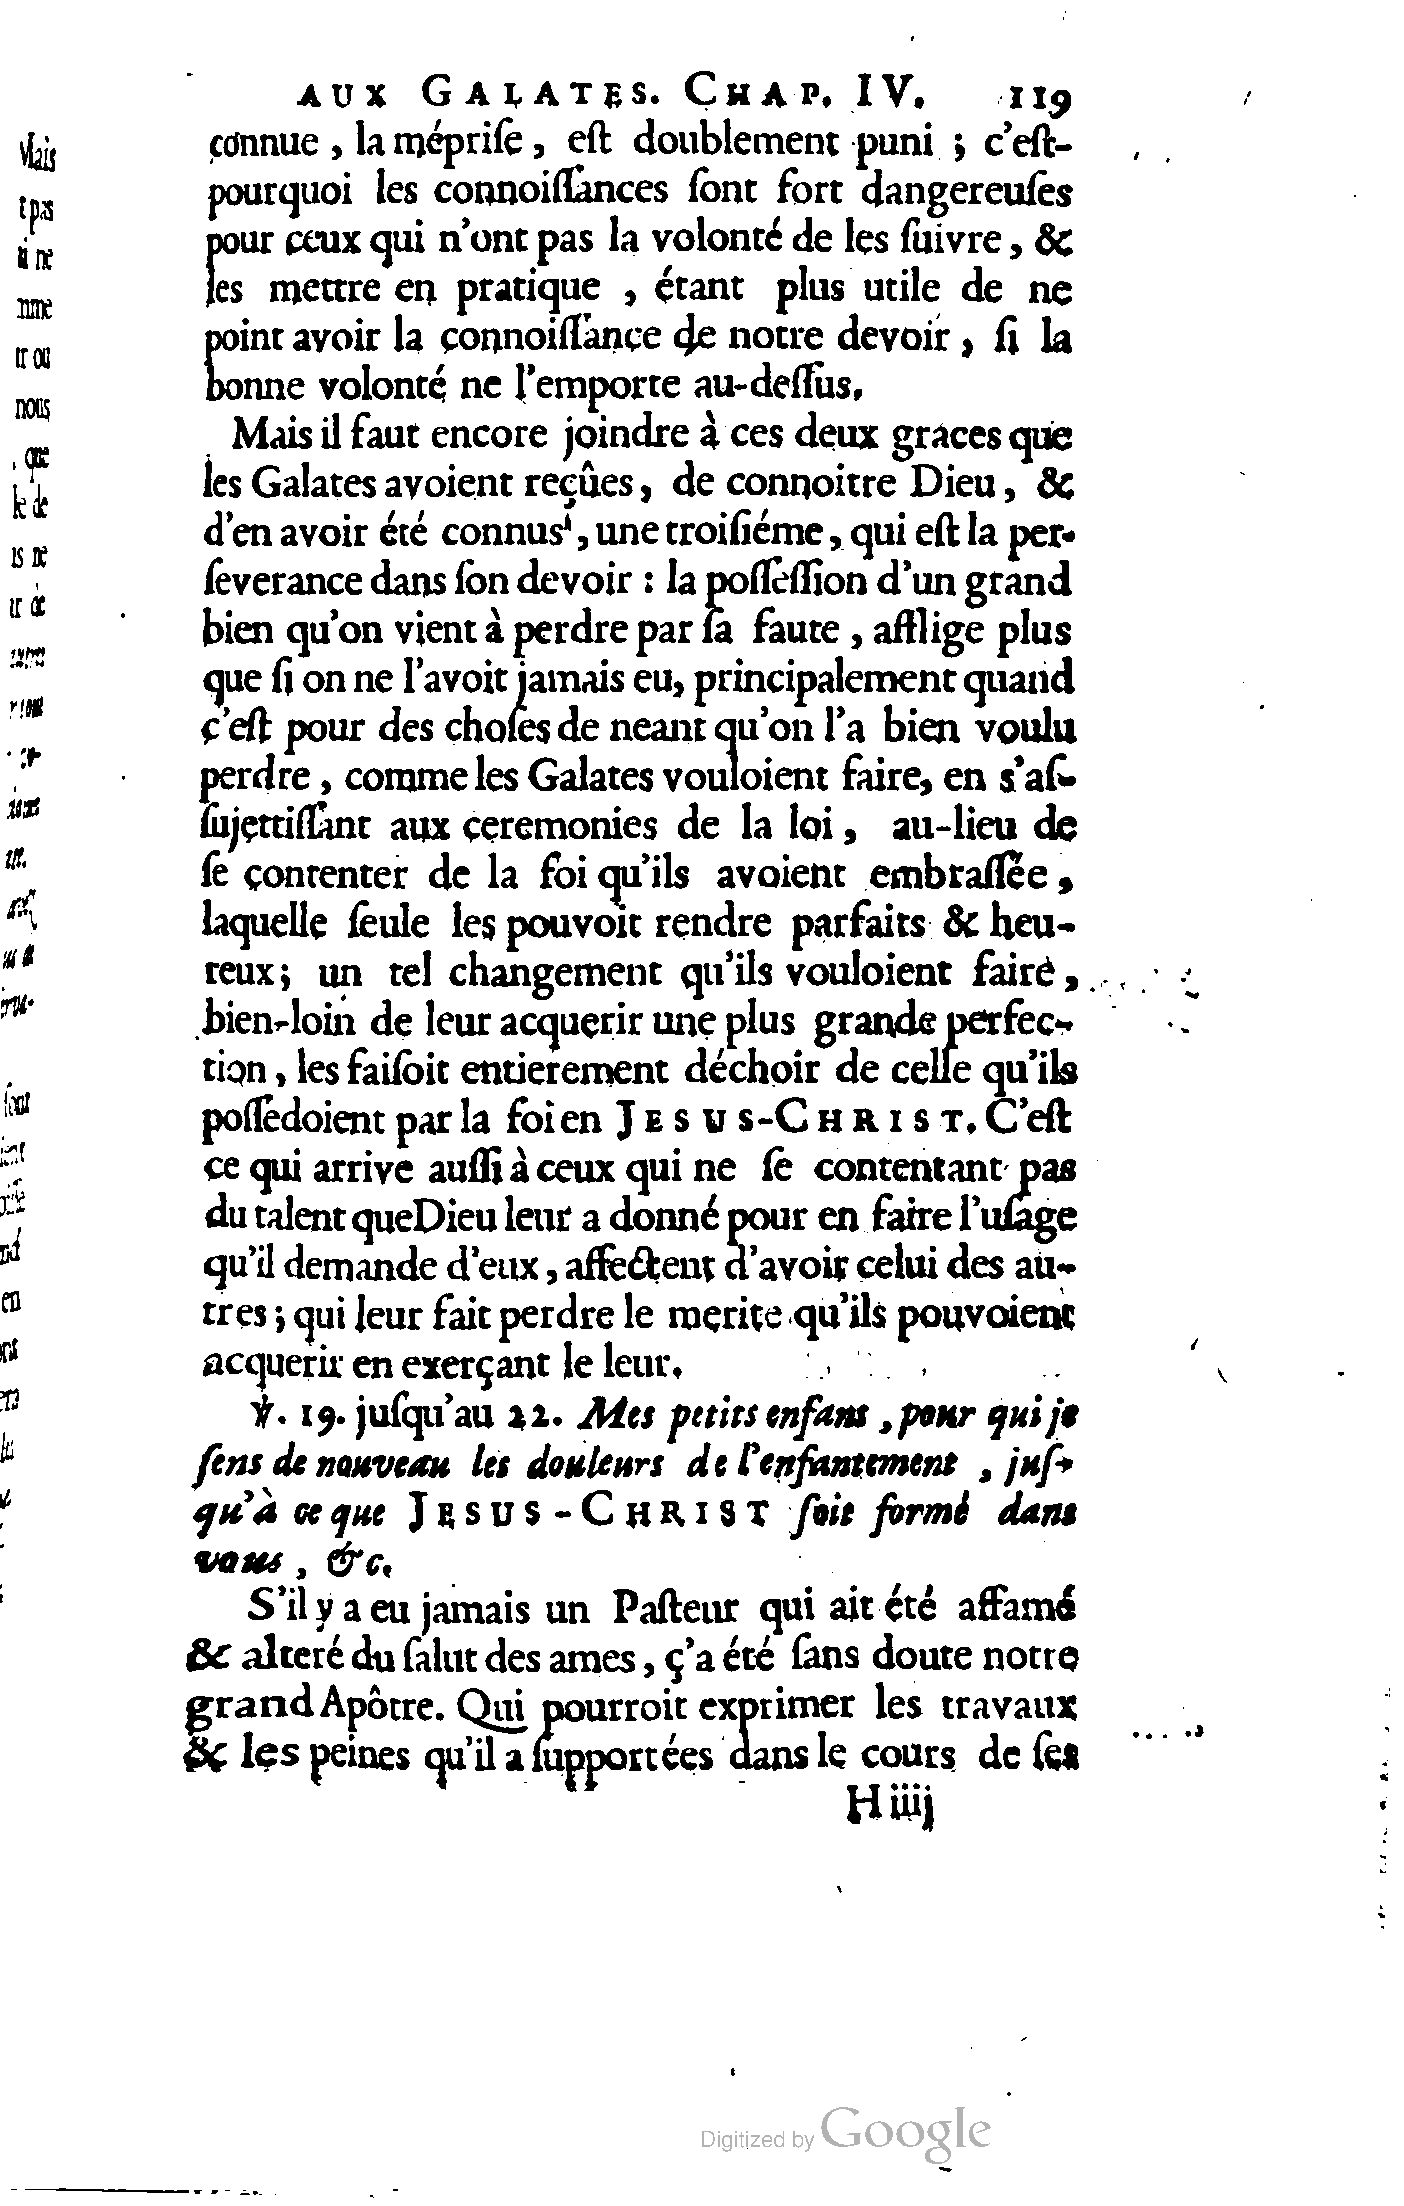 AUX GALATES. CHAP. IV. 119
connue, la mépriſe, eſt doublement puni ; c'eſt-
pourquoi les connoiſſances ſont fort dangereuſes
pour ceux qui n'ont pas la volonté de les ſuivre, &
les mettre en pratique, étant plus utile de ne
point avoir la connoiſſance de notre devoir, ſi la
bonne volonté ne l'emporte au-deſſus.
Mais il faut encore joindre à ces deux graces que
les Galates avoient reçûes, de connoitre Dieu, &
d'en avoir été connus, une troiſiéme, qui eſt la per-
ſeverance dans ſon devoir : la poſſeſſion d'un grand
bien qu'on vient à perdre par ſa faute, afflige plus
que ſi on ne l'avoit jamais eu, principalement quand
c'eſt pour des choſes de neant qu'on l'a bien voulu
perdre, comme les Galates vouloient faire, en s'aſ-
ſujettiſſant aux ceremonies de la loi, au-lieu de
ſe contenter de la foi qu'ils avoient embraſſée,
laquelle ſeule les pouvoit rendre parfaits & heu-
reux; un tel changement qu'ils vouloient faire,
bien-loin de leur acquerir une plus grande perfec-
tion, les faiſoit entierement déchoir de celle qu'ils
poſſedoient par la foi en JESUS-CHRIST. C'eſt
ce qui arrive auſſi à ceux qui ne ſe contentant pas
du talent que Dieu leur a donné pour en faire l'uſage
qu'il demande d'eux, affectent d'avoir celui des au-
tres; qui leur fait perdre le merite qu'ils pouvoient
acquerir en exerçant le leur.
℣. 19. juſqu'au 22. Mes petits enfans, pour qui je
ſens de nouveau les douleurs de l'enfantement, juſ-
qu'à ce que JESUS-CHRIST ſoit formé dans
vous, &c.
S'il y a eu jamais un Paſteur qui ait été affamé
& alteré du ſalut des ames, ç'a été ſans doute notre
grand Apôtre. Qui pourroit exprimer les travaux
& les peines qu'il a ſupportées dans le cours de ſes
H iiij
Digitized by Google